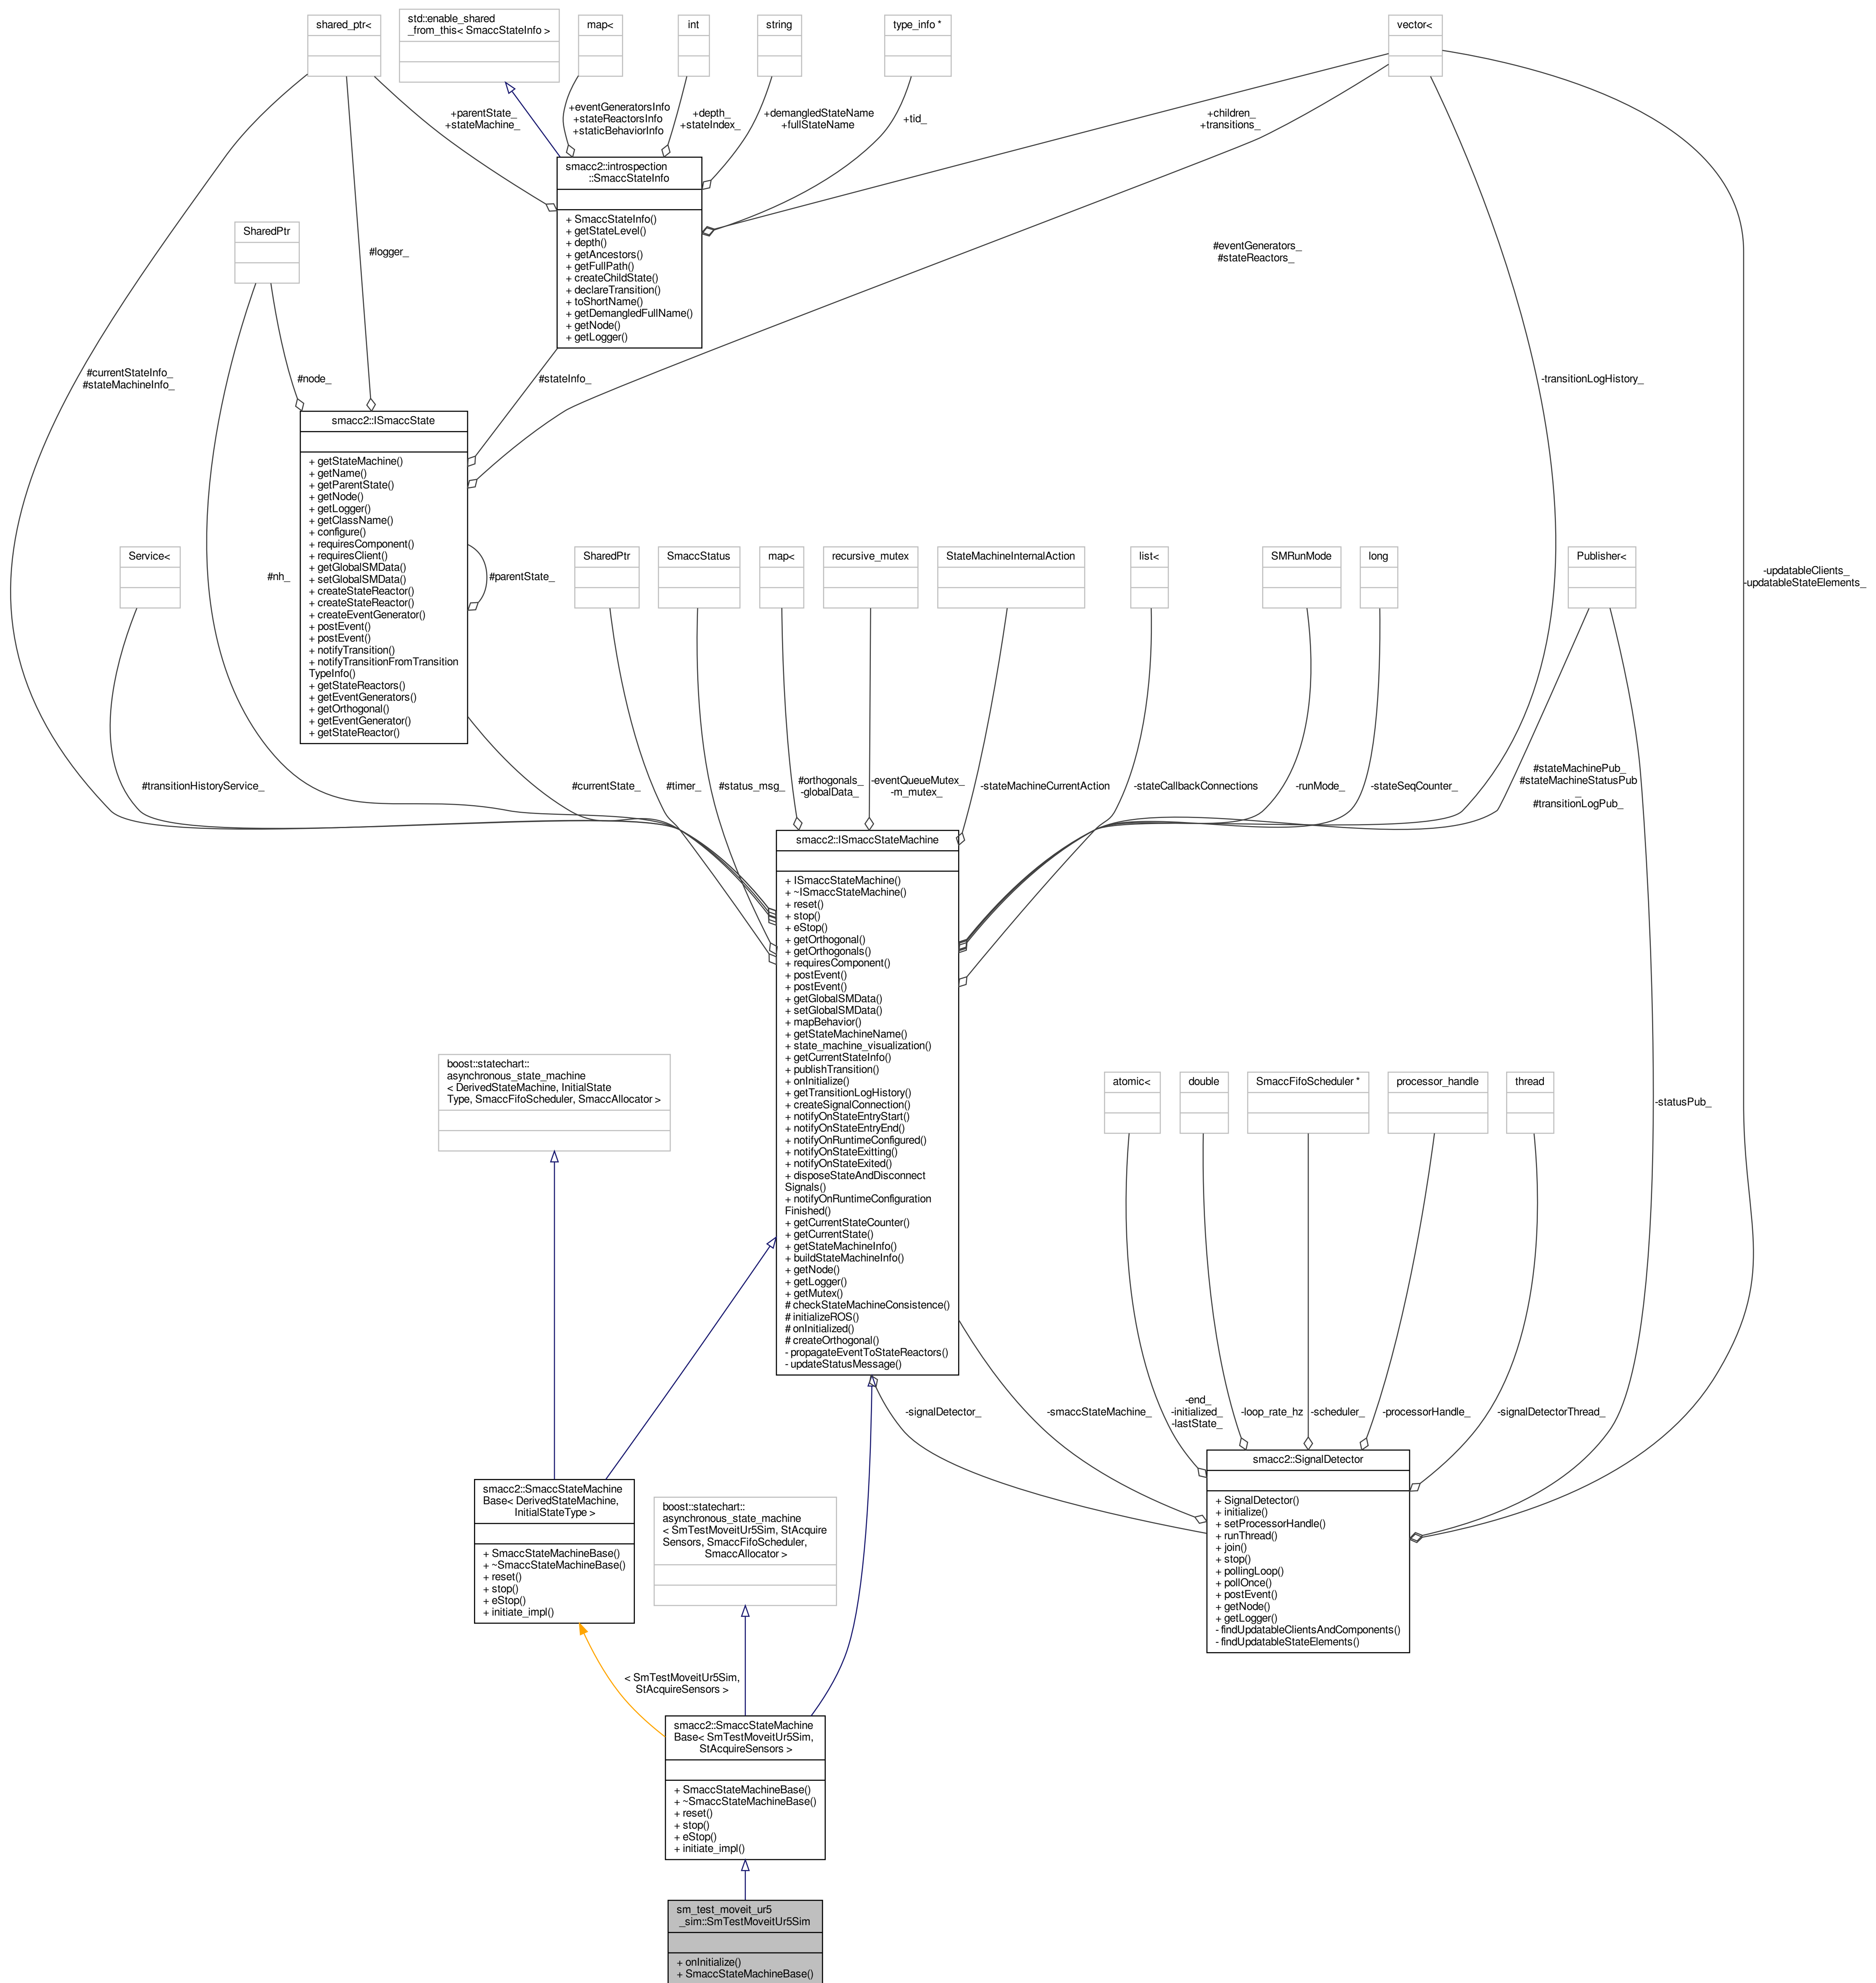 shared_ptr<
std::enable_shared
_from_this< SmaccStateInfo >
map<
int
string
type_info *
vector<
+parentState_
+stateMachine_
+eventGeneratorsInfo
+stateReactorsInfo
+staticBehaviorInfo
+depth_
+stateIndex_
+demangledStateName
+fullStateName
+tid_
+children_
+transitions_
smacc2::introspection
::SmaccStateInfo
+ SmaccStateInfo()
+ getStateLevel()
+ depth()
+ getAncestors()
+ getFullPath()
+ createChildState()
+ declareTransition()
+ toShortName()
+ getDemangledFullName()
+ getNode()
+ getLogger()
SharedPtr
#logger_
#eventGenerators_
#stateReactors_
#currentStateInfo_
#stateMachineInfo_
#node_
#stateInfo_
-transitionLogHistory_
smacc2::ISmaccState
+ getStateMachine()
+ getName()
+ getParentState()
+ getNode()
+ getLogger()
+ getClassName()
+ configure()
+ requiresComponent()
+ requiresClient()
+ getGlobalSMData()
+ setGlobalSMData()
+ createStateReactor()
+ createStateReactor()
+ createEventGenerator()
+ postEvent()
+ postEvent()
+ notifyTransition()
+ notifyTransitionFromTransition
TypeInfo()
+ getStateReactors()
+ getEventGenerators()
+ getOrthogonal()
+ getEventGenerator()
+ getStateReactor()
Service<
#nh_
#parentState_
SharedPtr
SmaccStatus
map<
recursive_mutex
StateMachineInternalAction
list<
SMRunMode
long
Publisher<
-updatableClients_
-updatableStateElements_
#transitionHistoryService_
#currentState_
#timer_
#status_msg_
#orthogonals_
-globalData_
-eventQueueMutex_
-m_mutex_
-stateMachineCurrentAction
-stateCallbackConnections
-runMode_
-stateSeqCounter_
#stateMachinePub_
#stateMachineStatusPub
_
#transitionLogPub_
smacc2::ISmaccStateMachine
+ ISmaccStateMachine()
+ ~ISmaccStateMachine()
+ reset()
+ stop()
+ eStop()
+ getOrthogonal()
+ getOrthogonals()
+ requiresComponent()
+ postEvent()
+ postEvent()
+ getGlobalSMData()
+ setGlobalSMData()
+ mapBehavior()
+ getStateMachineName()
+ state_machine_visualization()
+ getCurrentStateInfo()
+ publishTransition()
+ onInitialize()
+ getTransitionLogHistory()
+ createSignalConnection()
+ notifyOnStateEntryStart()
+ notifyOnStateEntryEnd()
+ notifyOnRuntimeConfigured()
+ notifyOnStateExitting()
+ notifyOnStateExited()
+ disposeStateAndDisconnect
Signals()
+ notifyOnRuntimeConfiguration
Finished()
+ getCurrentStateCounter()
+ getCurrentState()
+ getStateMachineInfo()
+ buildStateMachineInfo()
+ getNode()
+ getLogger()
+ getMutex()
# checkStateMachineConsistence()
# initializeROS()
# onInitialized()
# createOrthogonal()
- propagateEventToStateReactors()
- updateStatusMessage()
boost::statechart::
asynchronous_state_machine
< DerivedStateMachine, InitialState
Type, SmaccFifoScheduler, SmaccAllocator >
atomic<
double
SmaccFifoScheduler *
processor_handle
thread
-statusPub_
-signalDetector_
-smaccStateMachine_
-end_
-initialized_
-lastState_
-loop_rate_hz
-scheduler_
-processorHandle_
-signalDetectorThread_
smacc2::SignalDetector
+ SignalDetector()
+ initialize()
+ setProcessorHandle()
+ runThread()
+ join()
+ stop()
+ pollingLoop()
+ pollOnce()
+ postEvent()
+ getNode()
+ getLogger()
- findUpdatableClientsAndComponents()
- findUpdatableStateElements()
smacc2::SmaccStateMachine
Base< DerivedStateMachine,
InitialStateType >
+ SmaccStateMachineBase()
+ ~SmaccStateMachineBase()
+ reset()
+ stop()
+ eStop()
+ initiate_impl()
boost::statechart::
asynchronous_state_machine
< SmTestMoveitUr5Sim, StAcquire
Sensors, SmaccFifoScheduler,
SmaccAllocator >
< SmTestMoveitUr5Sim,
StAcquireSensors >
smacc2::SmaccStateMachine
Base< SmTestMoveitUr5Sim,
StAcquireSensors >
+ SmaccStateMachineBase()
+ ~SmaccStateMachineBase()
+ reset()
+ stop()
+ eStop()
+ initiate_impl()
sm_test_moveit_ur5
_sim::SmTestMoveitUr5Sim
+ onInitialize()
+ SmaccStateMachineBase()